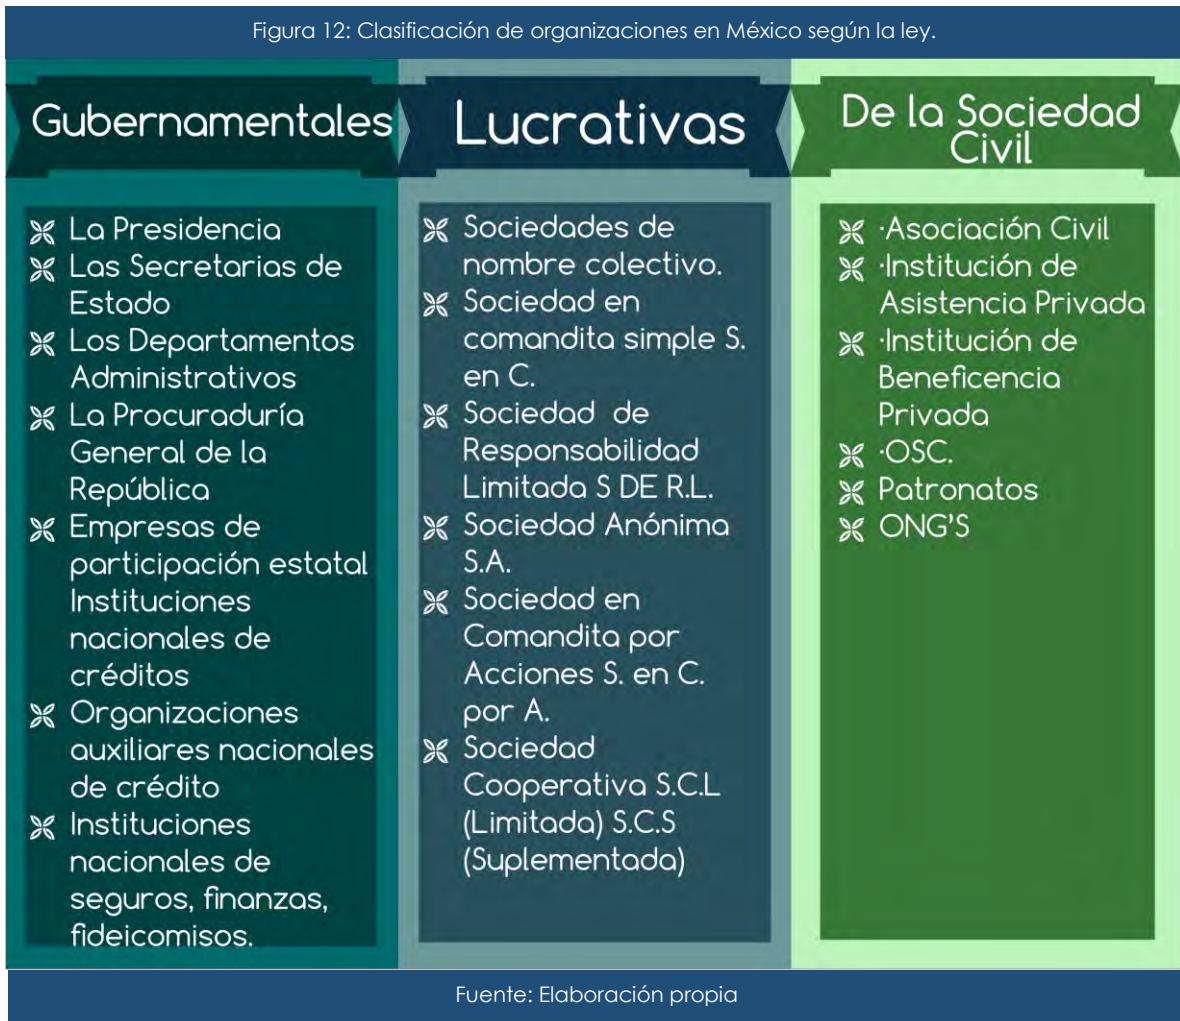 Figura 12: Clasificación de organizaciones en México según la ley.
Gubernamentales
La Presidencia
Las Secretarias de
Estado
Los Departamentos
Administrativos
La Procuraduría
General de la
República
Empresas de
participación estatal
Instituciones
nacionales de
créditos
Organizaciones
auxiliares nacionales
de crédito
Instituciones
nacionales de
seguros, finanzas,
fideicomisos.
Lucrativas
Sociedades de
nombre colectivo.
Sociedad en
comandita simple S.
en C.
Sociedad de
Responsabilidad
Limitada S DE R.L.
Sociedad Anónima
S.A.
Sociedad en
Comandita por
Acciones S. en C.
por A.
Sociedad
Cooperativa S.C.L
(Limitada) S.C.S
(Suplementada)
De la Sociedad
Civil
·Asociación Civil
·Institución de
Asistencia Privada
·Institución de
Beneficencia
Privada
·OSC.
Patronatos
ONG'S
Fuente: Elaboración propia